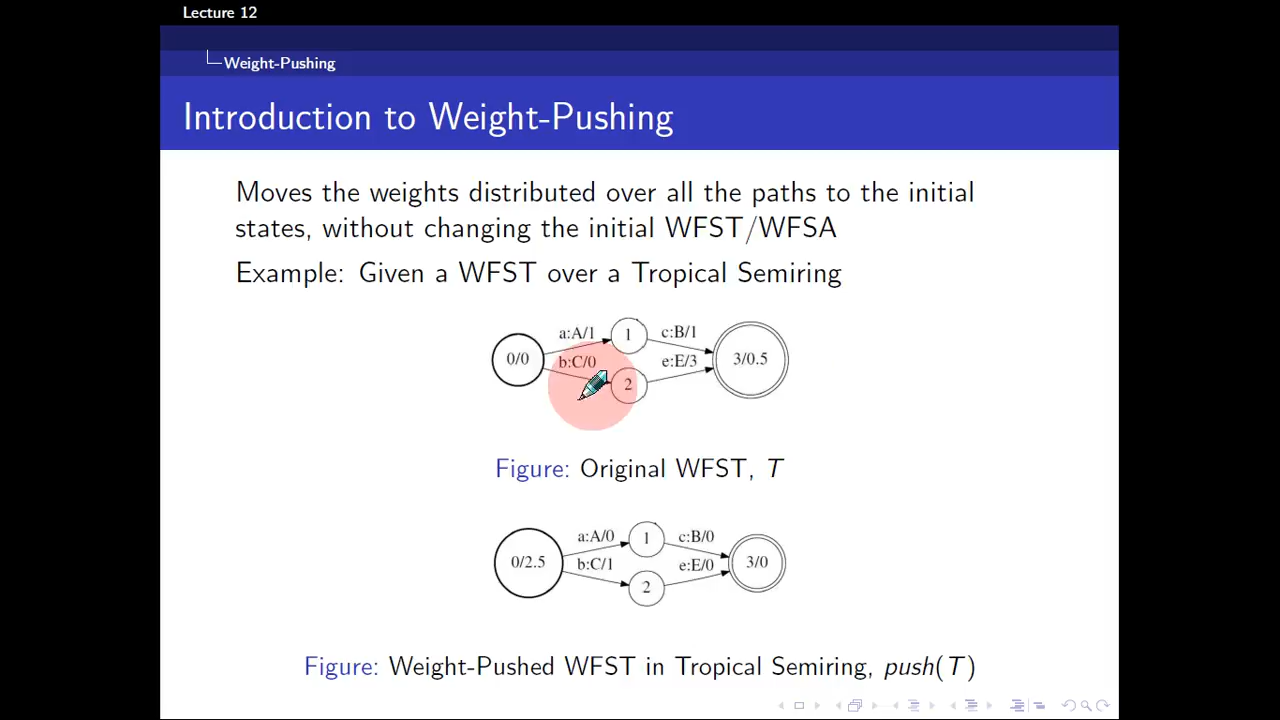 Lecture 12
Weight-Pushing
Introduction to Weight-Pushing
Moves the weights distributed over all the paths to the initial
states, without changing the initial WFST/WFSA
Example: Given a WFST over a Tropical Semiring
a:A/1 1 c:B/1
0/0 3/0.5
b:C/0 2 e:E/3
Figure: Original WFST, T
a:A/0 1 c:B/0
0/2.5 3/0
b:C/1 2 e:E/0
Figure: Weight-Pushed WFST in Tropical Semiring, push(T)